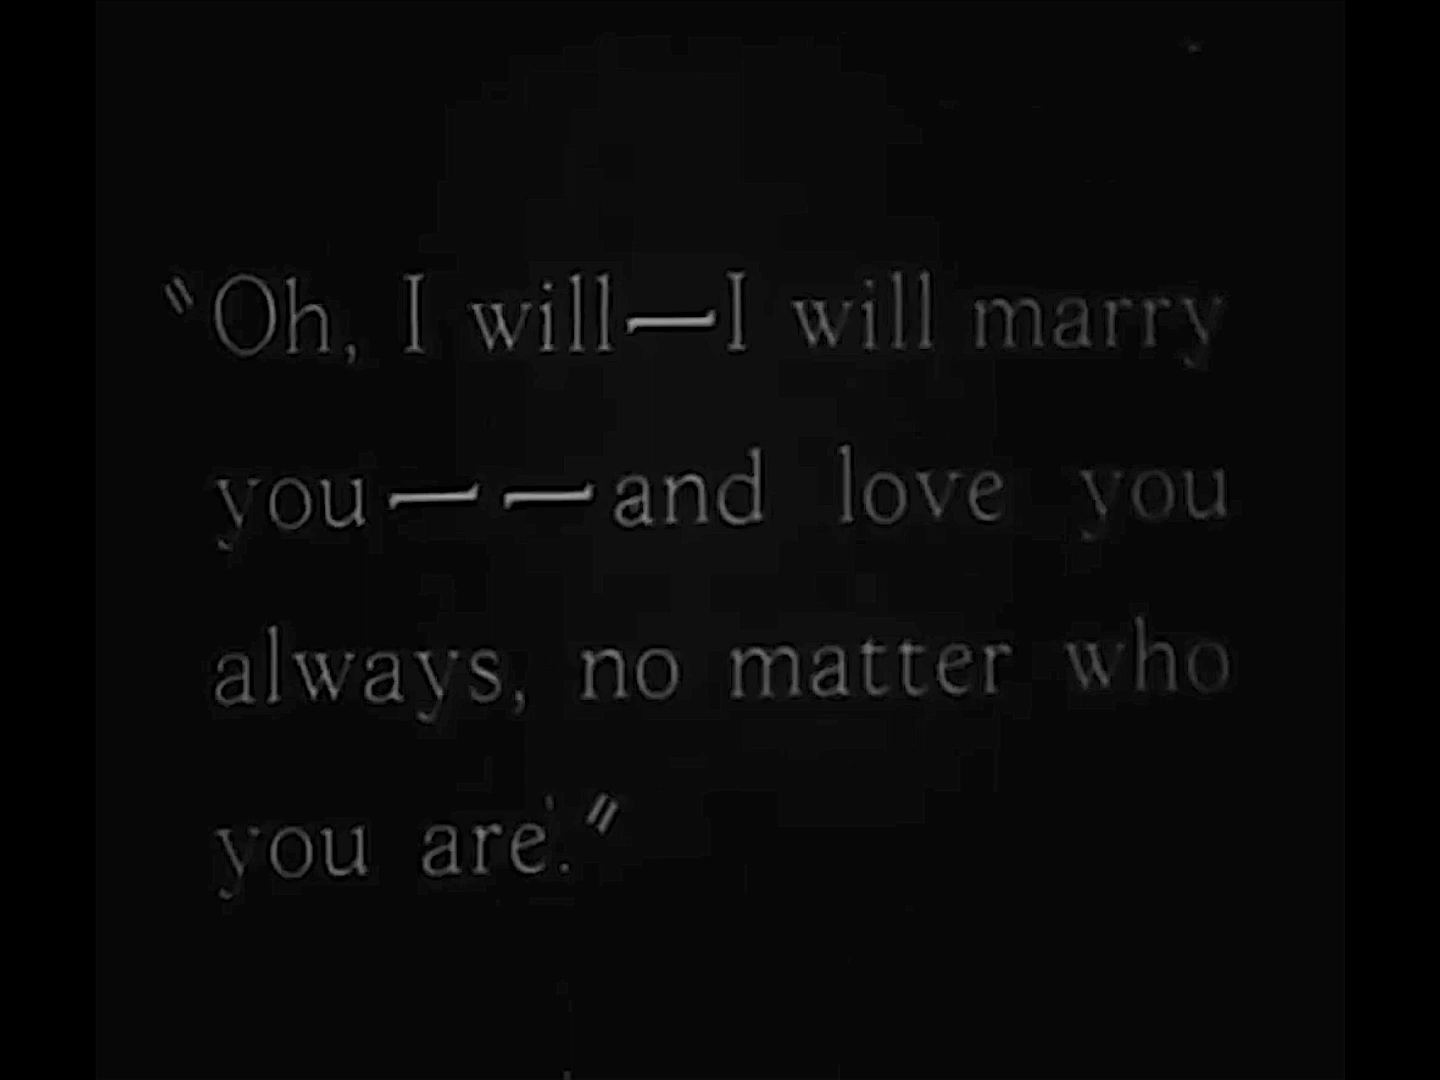 "Oh, I will—I will marry
you— —and love you
always, no matter who
you are."